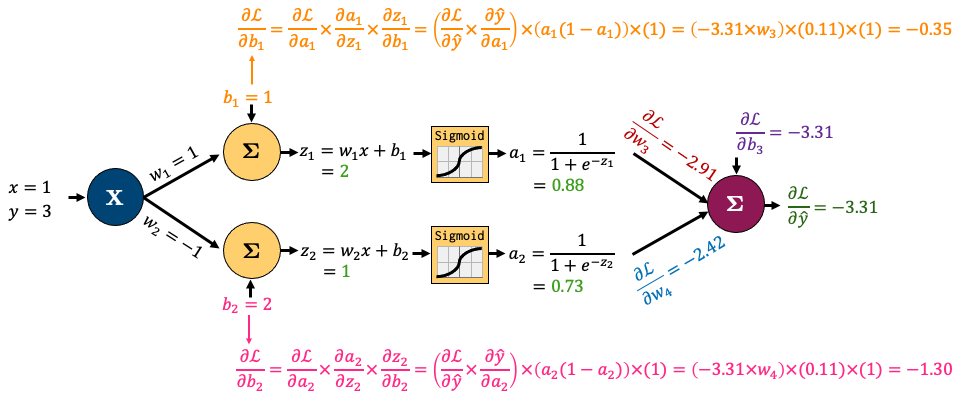 ∂ℒ/∂b₁ = ∂ℒ/∂a₁ × ∂a₁/∂z₁ × ∂z₁/∂b₁ = (∂ℒ/∂ŷ × ∂ŷ/∂a₁) × (a₁(1 − a₁)) × (1) = (−3.31×w₃) × (0.11) × (1) = −0.35
b₁ = 1
x = 1
y = 3
X
w₁ = 1
w₂ = −1
Σ
z₁ = w₁x + b₁
= 2
Sigmoid
a₁ = 1/(1 + e^(−z₁))
= 0.88
∂ℒ/∂w₃ = −2.91
∂ℒ/∂b₃ = −3.31
Σ
∂ℒ/∂ŷ = −3.31
Σ
z₂ = w₂x + b₂
= 1
Sigmoid
a₂ = 1/(1 + e^(−z₂))
= 0.73
∂ℒ/∂w₄ = −2.42
b₂ = 2
∂ℒ/∂b₂ = ∂ℒ/∂a₂ × ∂a₂/∂z₂ × ∂z₂/∂b₂ = (∂ℒ/∂ŷ × ∂ŷ/∂a₂) × (a₂(1 − a₂)) × (1) = (−3.31×w₄) × (0.11) × (1) = −1.30